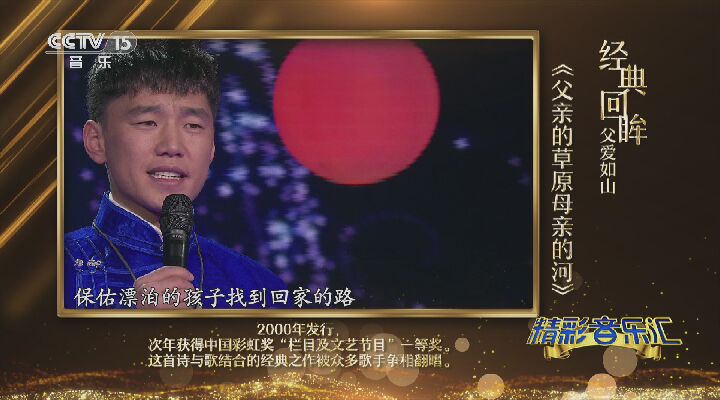 CCTV 15
音乐
经典回眸
父爱如山
《父亲的草原母亲的河》
保佑漂泊的孩子找到回家的路
2000年发行，
次年获得中国彩虹奖“栏目及文艺节目”一等奖。
这首诗与歌结合的经典之作被众多歌手争相翻唱。
精彩音乐汇